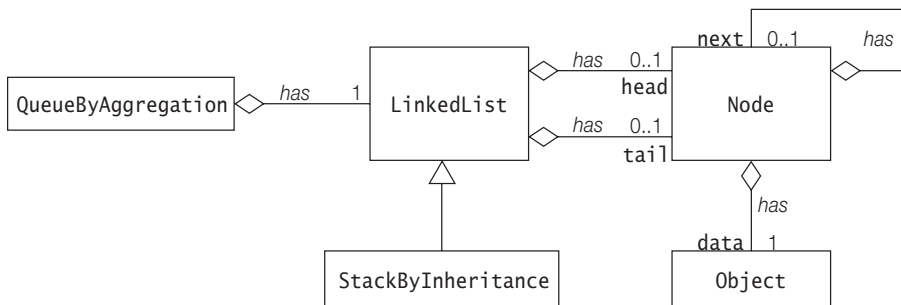 next 0..1
has
has 0..1
head
QueueByAggregation
has 1
LinkedList
Node
has 0..1
tail
has
data 1
StackByInheritance
Object